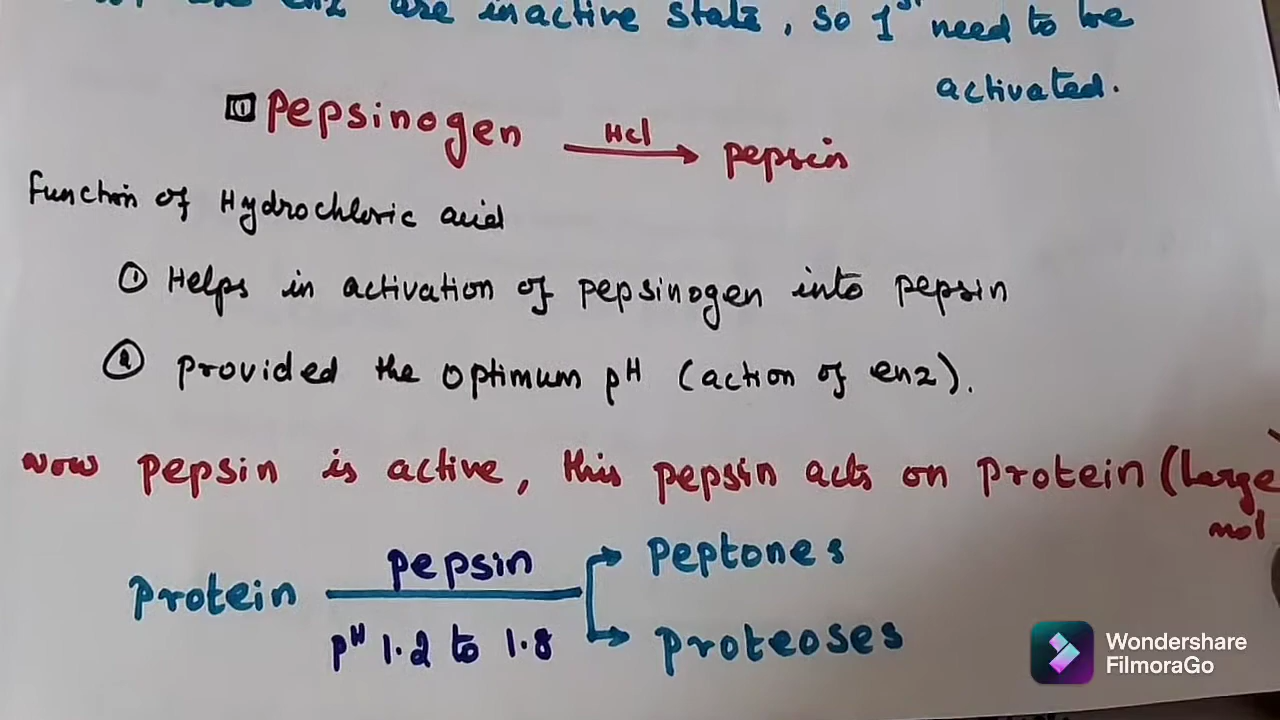 enz are inactive state, so 1st need to be
activated.
① Pepsinogen HCl → pepsin
Function of Hydrochloric acid
① Helps in activation of pepsinogen into pepsin
② provided the optimum pH (action of enz).
Now pepsin is active, this pepsin acts on protein (large
mol
Protein pepsin → peptones
pH 1.2 to 1.8 → proteoses
Wondershare
FilmoraGo